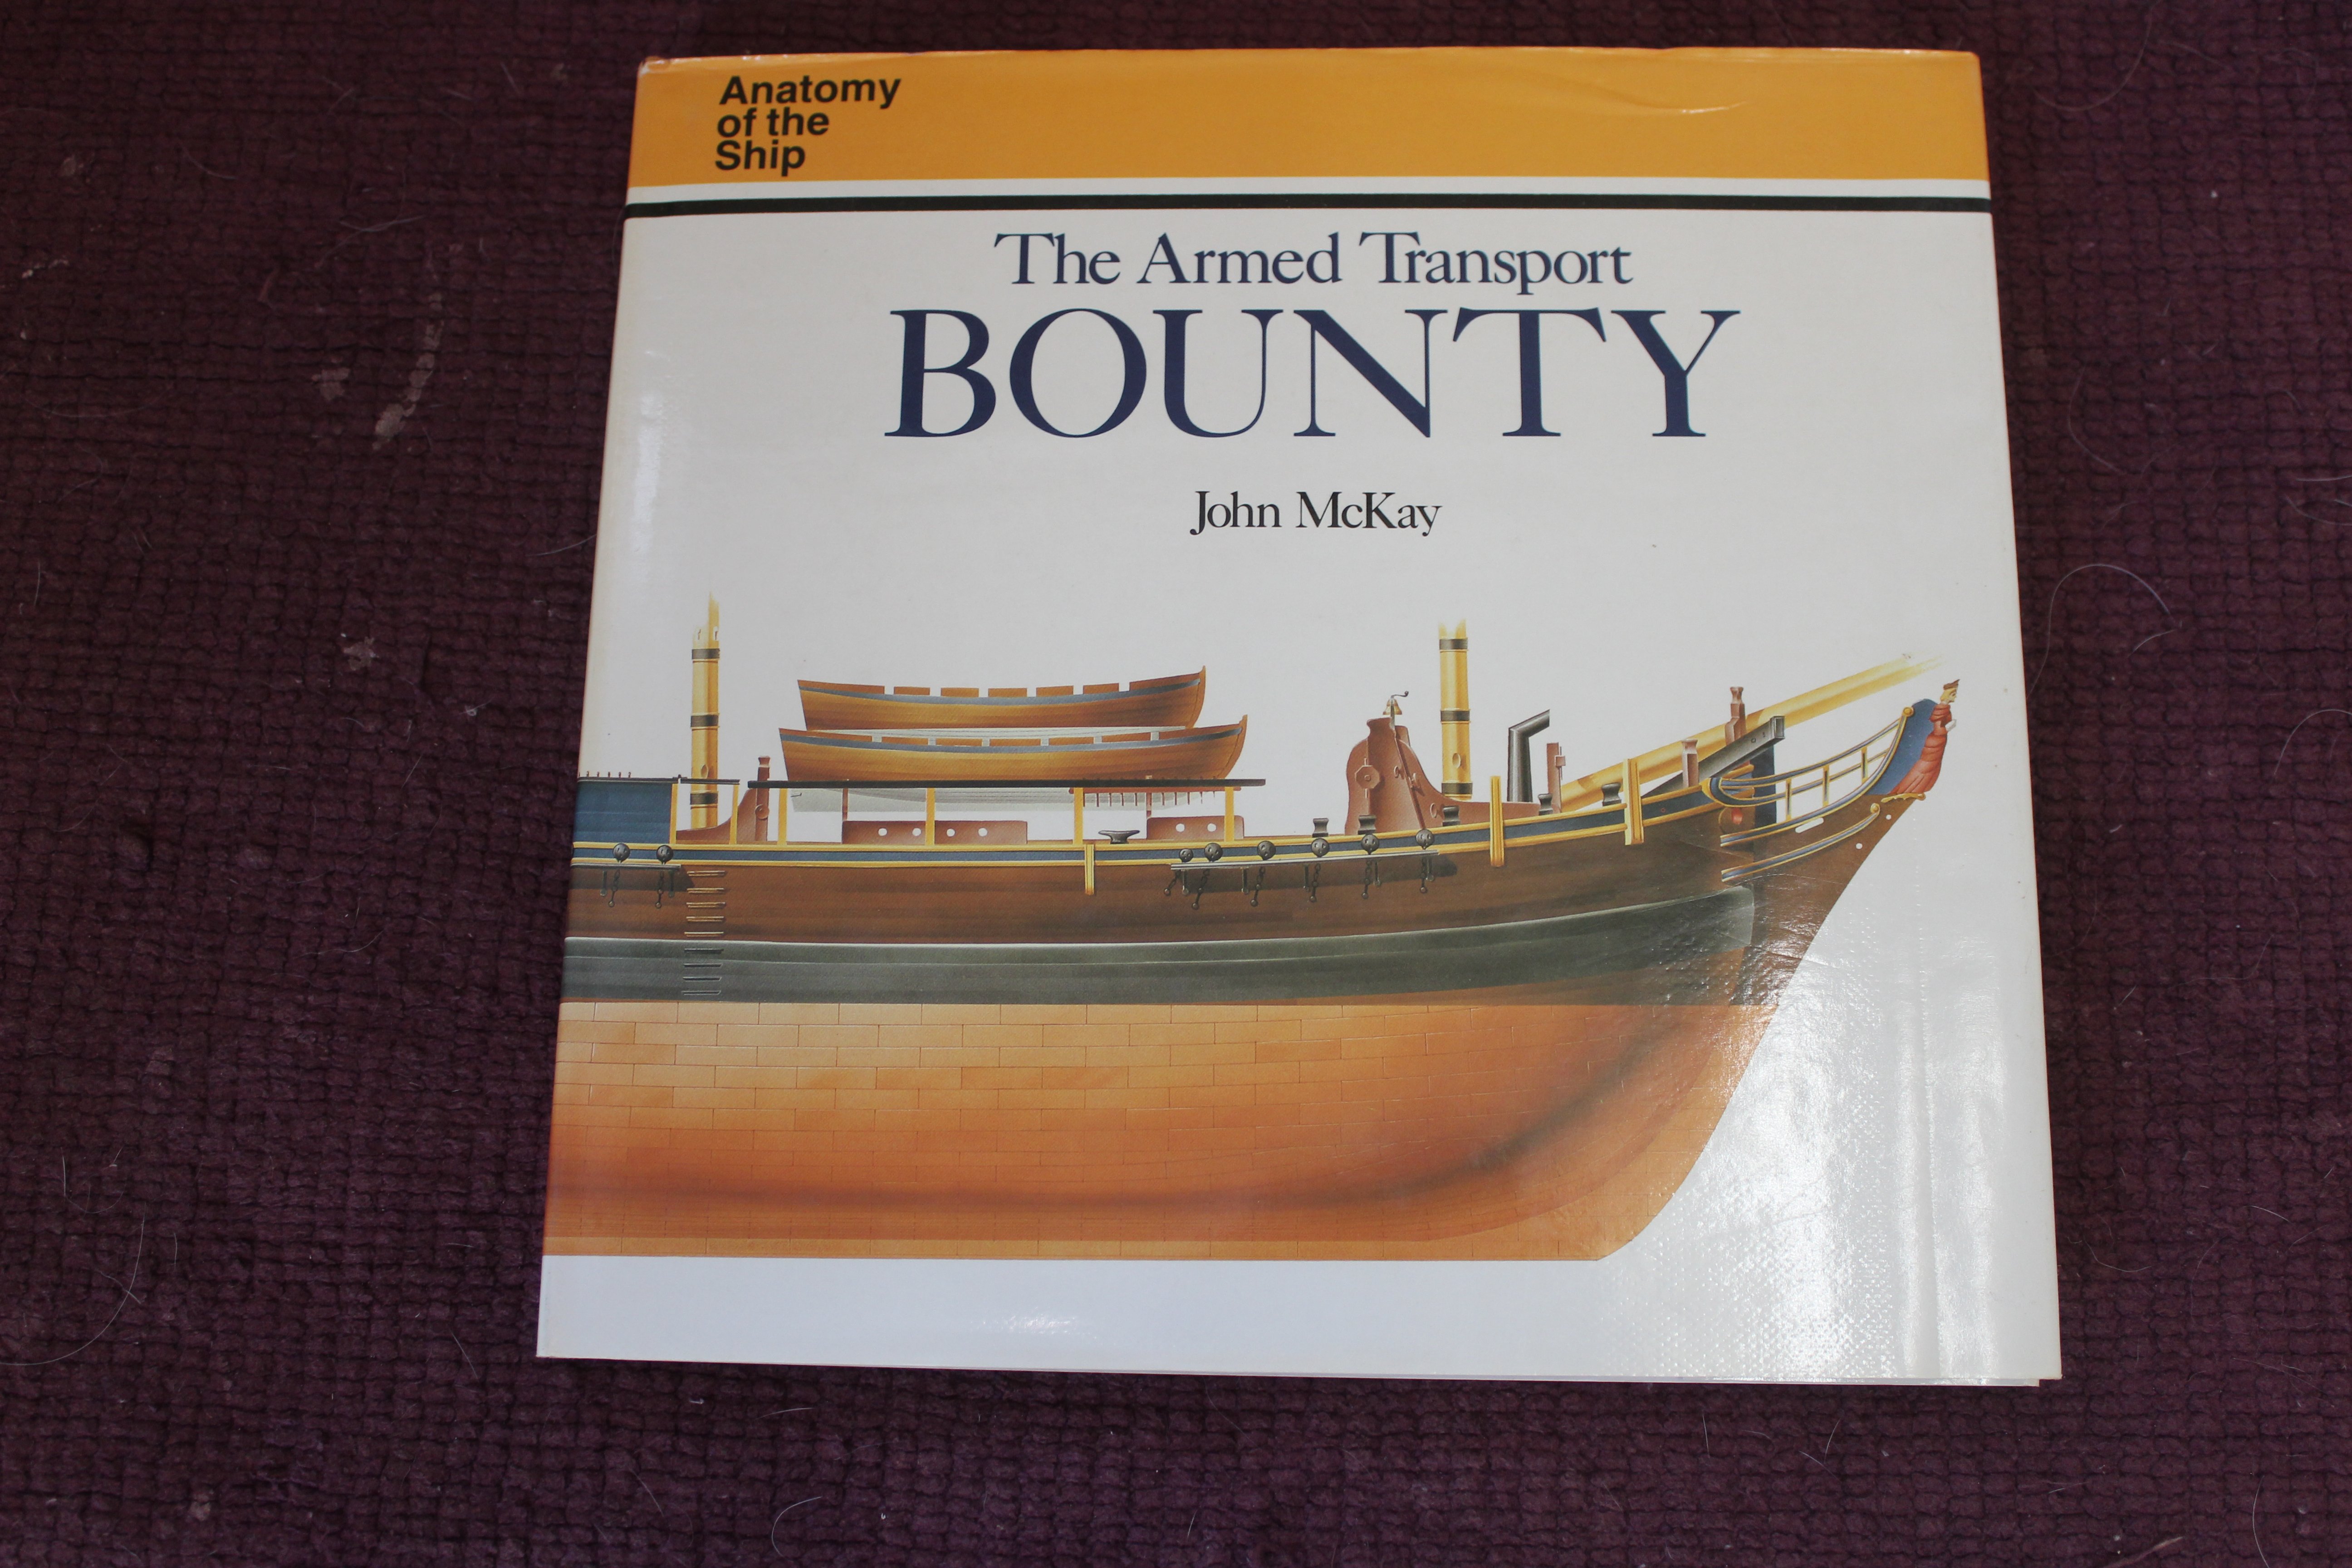 Anatomy
of the
Ship
The Armed Transport
BOUNTY
John McKay